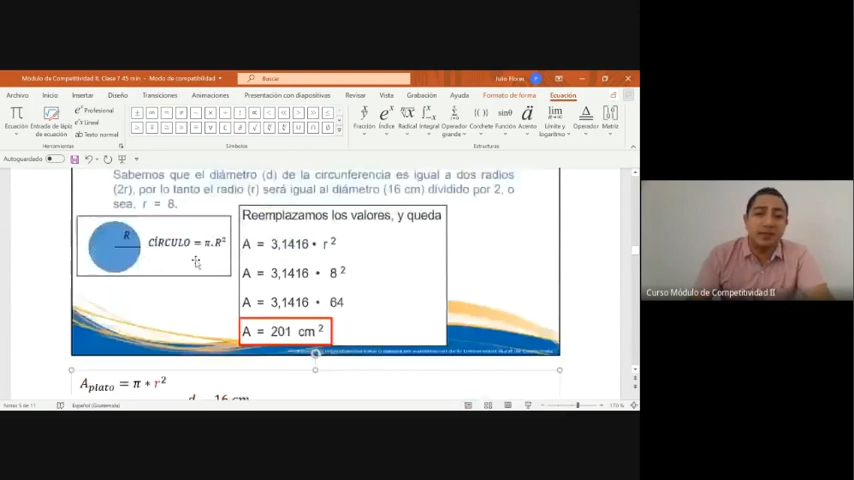 Módulo de Competitividad II, Clase 7 45 min - Modo de compatibilidad
Buscar
Julio Floras
P
Archivo Inicio Insertar Diseño Transiciones Animaciones Presentación con diapositivas Revisar Vista Grabación Ayuda Formato de forma Ecuación
Profesional
Lineal
Texto normal
Ecuación
Entrada de lápiz de ecuación
Fracción Índice Radical Integral Operador grande Corchete Función Acento Límite y logaritmo Operador Matriz
Herramientas Símbolos Estructuras
Autoguardado
Sabemos que el diámetro (d) de la circunferencia es igual a dos radios
(2r), por lo tanto el radio (r) será igual al diámetro (16 cm) dividido por 2, o
sea, r = 8.
R
CÍRCULO = π.R²
Reemplazamos los valores, y queda
A = 3,1416 • r²
A = 3,1416 • 8²
A = 3,1416 • 64
A = 201 cm²
A plato = π * r²
d = 16 cm
Notas 5 de 11 Español (Guatemala) 170 %
Curso Módulo de Competitividad II